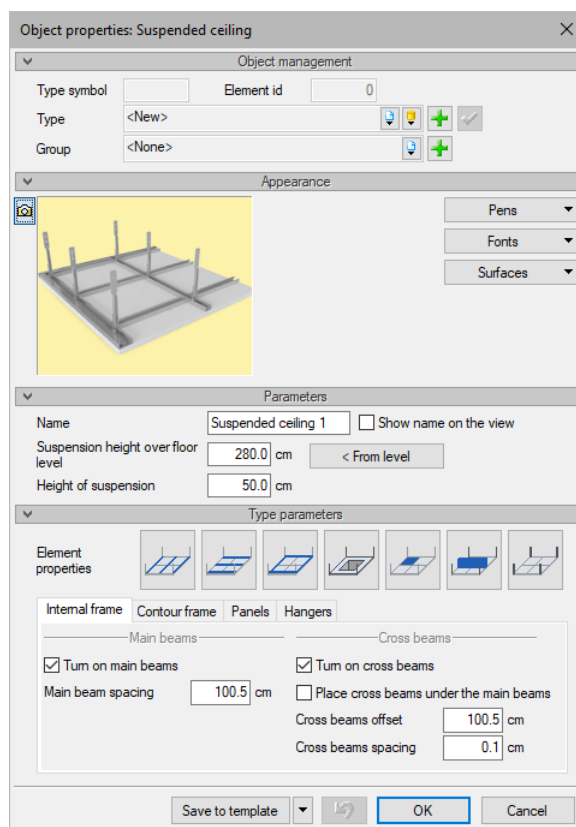 Object properties: Suspended ceiling
Object management
Type symbol Element id 0
Type <New>
Group <None>
Appearance
Pens
Fonts
Surfaces
Parameters
Name Suspended ceiling 1 Show name on the view
Suspension height over floor
level 280.0 cm < From level
Height of suspension 50.0 cm
Type parameters
Element
properties
Internal frame Contour frame Panels Hangers
Main beams Cross beams
Turn on main beams Turn on cross beams
Main beam spacing 100.5 cm Place cross beams under the main beams
Cross beams offset 100.5 cm
Cross beams spacing 0.1 cm
Save to template OK Cancel